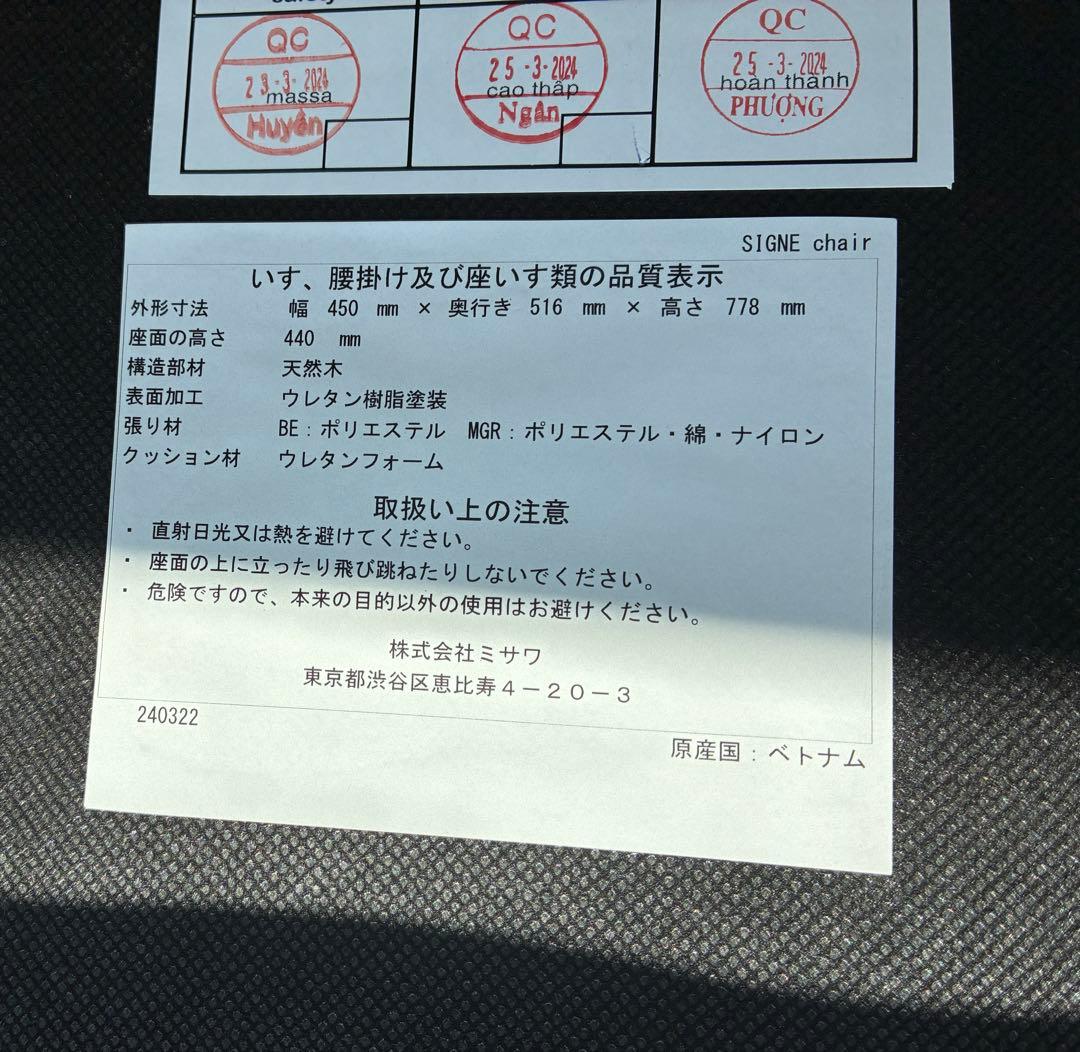 safety
QC
QC
QC
23-3-2024
25-3-2024
25-3-2024
massa
cao thấp
hoàn thành
Huyền
Ngân
PHƯỢNG
SIGNE chair
いす、腰掛け及び座いす類の品質表示
外形寸法 幅 450 mm × 奥行き 516 mm × 高さ 778 mm
座面の高さ 440 mm
構造部材 天然木
表面加工 ウレタン樹脂塗装
張り材 BE：ポリエステル MGR：ポリエステル・綿・ナイロン
クッション材 ウレタンフォーム
取扱い上の注意
・ 直射日光又は熱を避けてください。
・ 座面の上に立ったり飛び跳ねたりしないでください。
・ 危険ですので、本来の目的以外の使用はお避けください。
株式会社ミサワ
東京都渋谷区恵比寿４－２０－３
240322
原産国：ベトナム